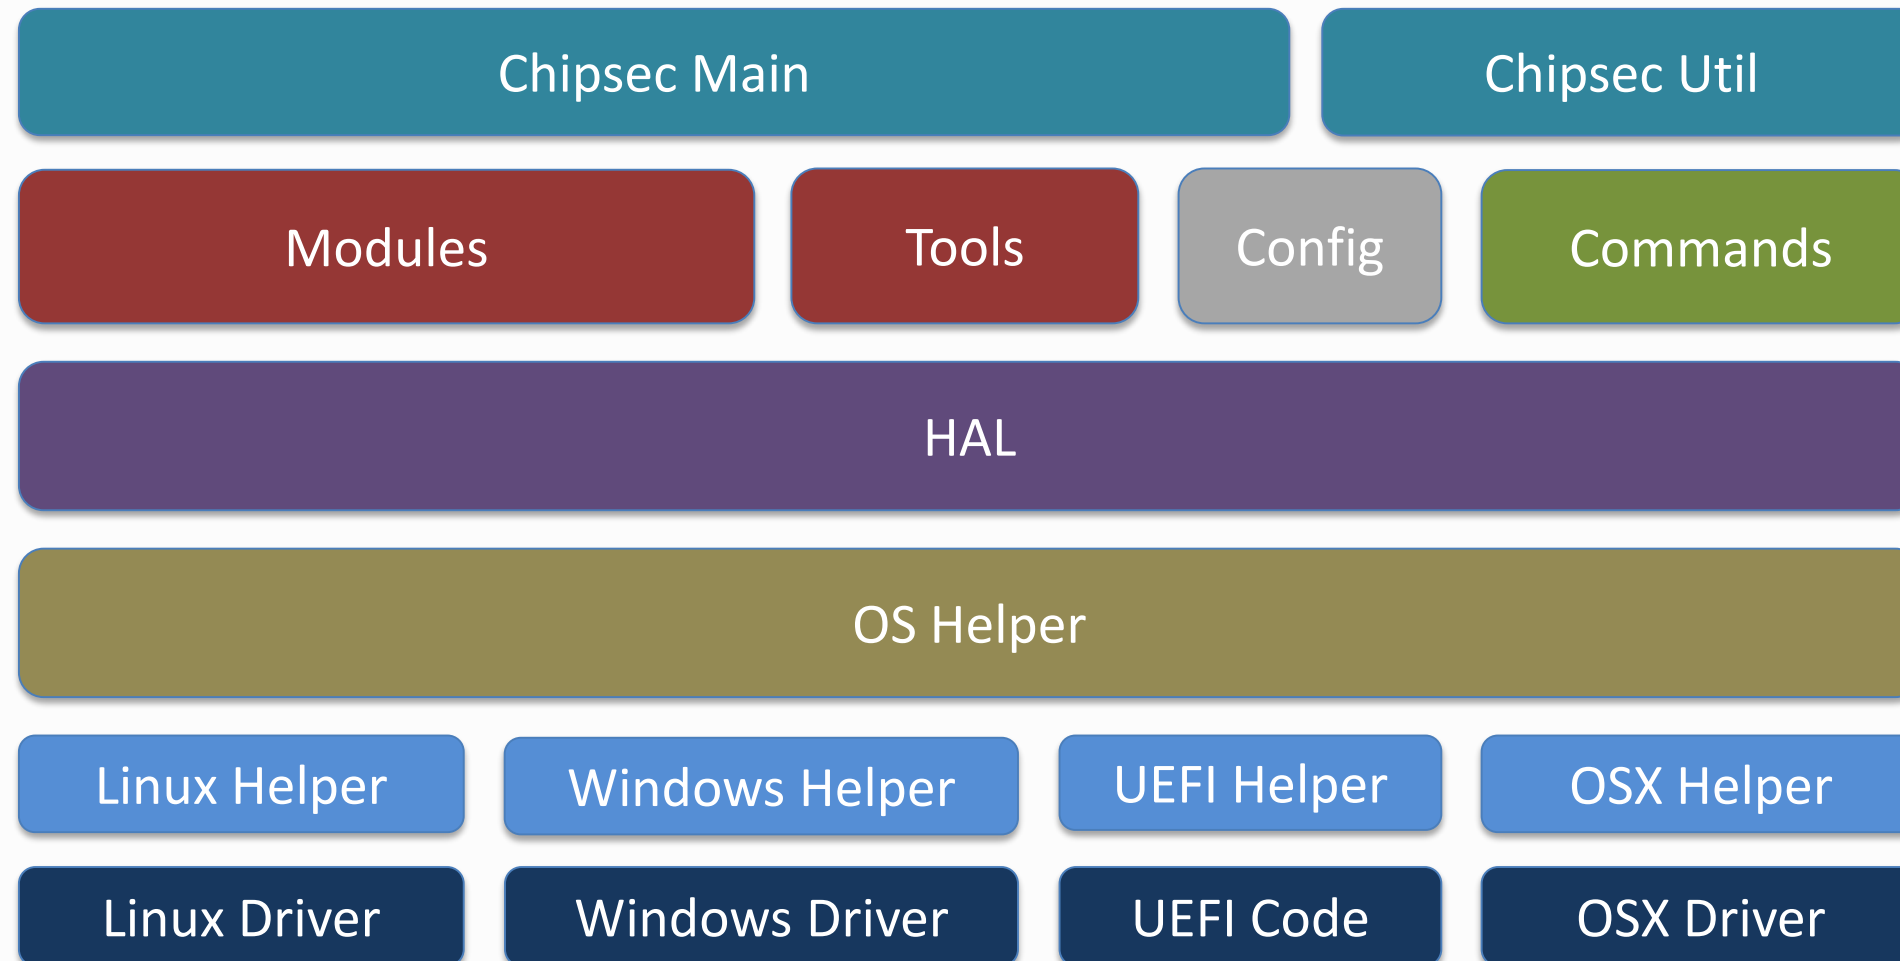 Chipsec Main
Chipsec Util
Modules
Tools
Config
Commands
HAL
OS Helper
Linux Helper
Windows Helper
UEFI Helper
OSX Helper
Linux Driver
Windows Driver
UEFI Code
OSX Driver